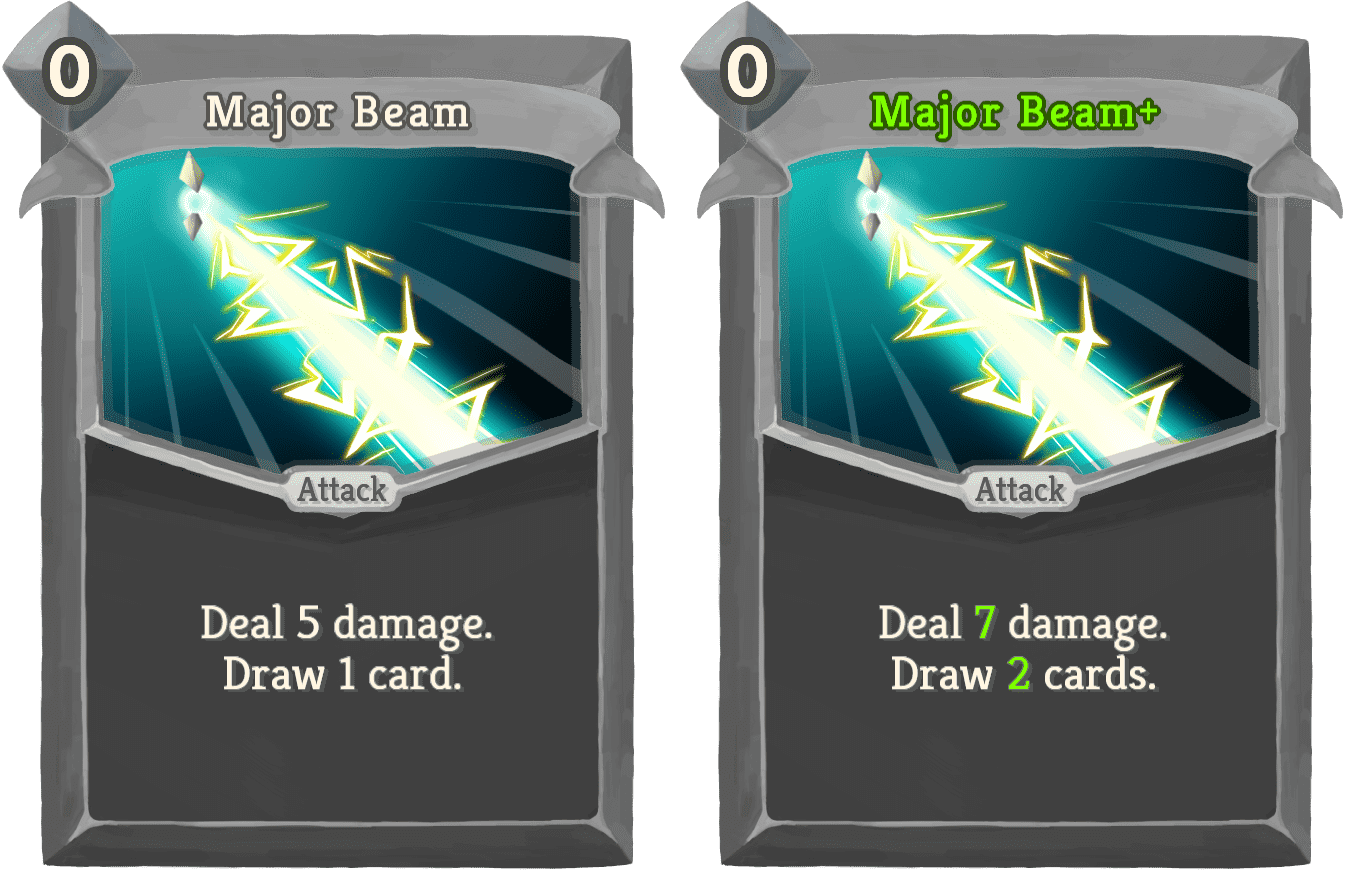 0
Major Beam
Attack
Deal 5 damage.
Draw 1 card.
0
Major Beam+
Attack
Deal 7 damage.
Draw 2 cards.